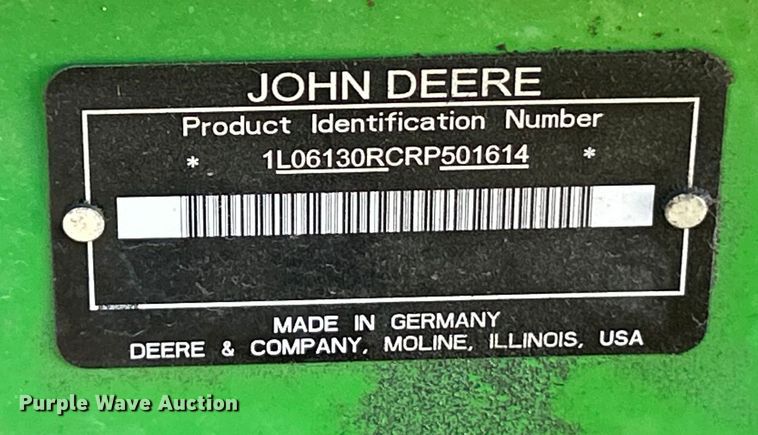 JOHN DEERE
Product Identification Number
* 1L06130RCRP501614 *
MADE IN GERMANY
DEERE & COMPANY, MOLINE, ILLINOIS, USA
Purple Wave Auction